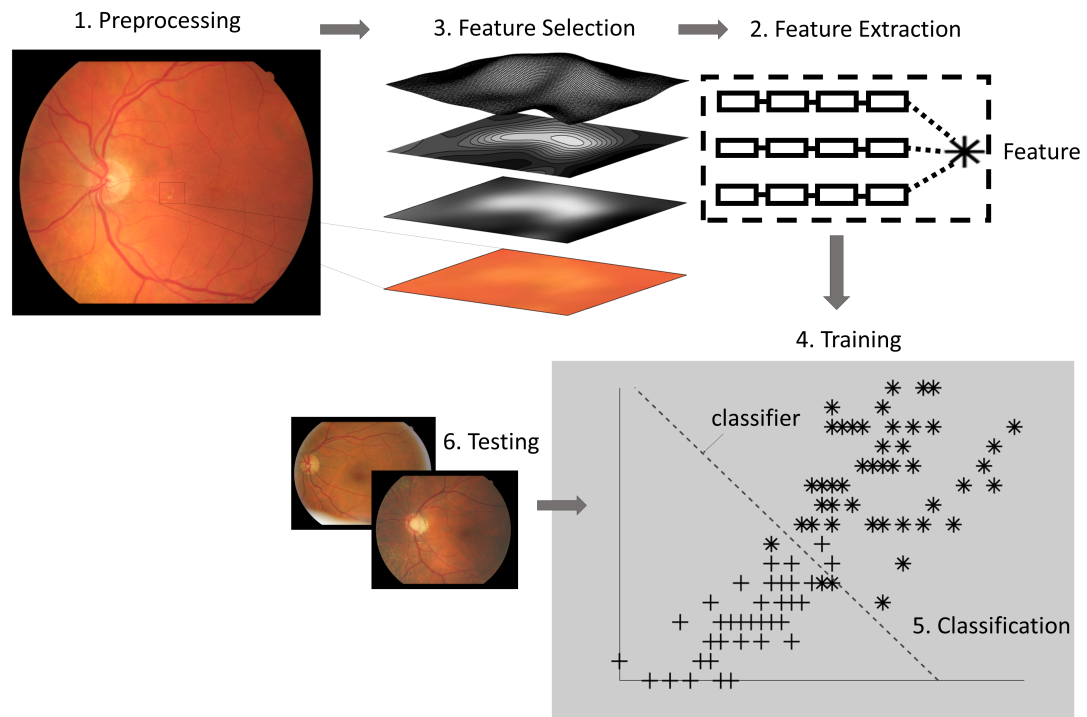 1. Preprocessing
3. Feature Selection
2. Feature Extraction
Feature
4. Training
classifier
6. Testing
5. Classification